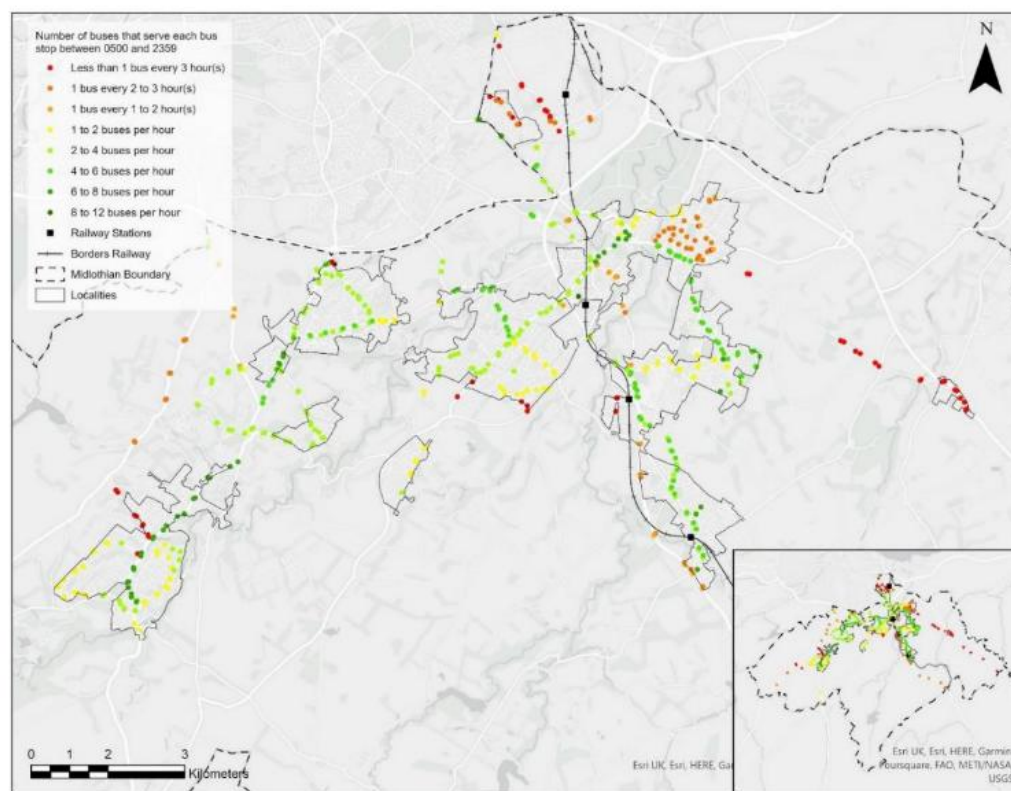 Number of buses that serve each bus
stop between 0500 and 2359
Less than 1 bus every 3 hour(s)
1 bus every 2 to 3 hour(s)
1 bus every 1 to 2 hour(s)
1 to 2 buses per hour
2 to 4 buses per hour
4 to 6 buses per hour
6 to 8 buses per hour
8 to 12 buses per hour
Railway Stations
Borders Railway
Midlothian Boundary
Localities
N
0 0.5 1 2 3
Kilometers
Esri UK, Esri, HERE, Gar
Esri UK, Esri, HERE, Garmin
Foursquare, FAO, METI/NASA
USGS